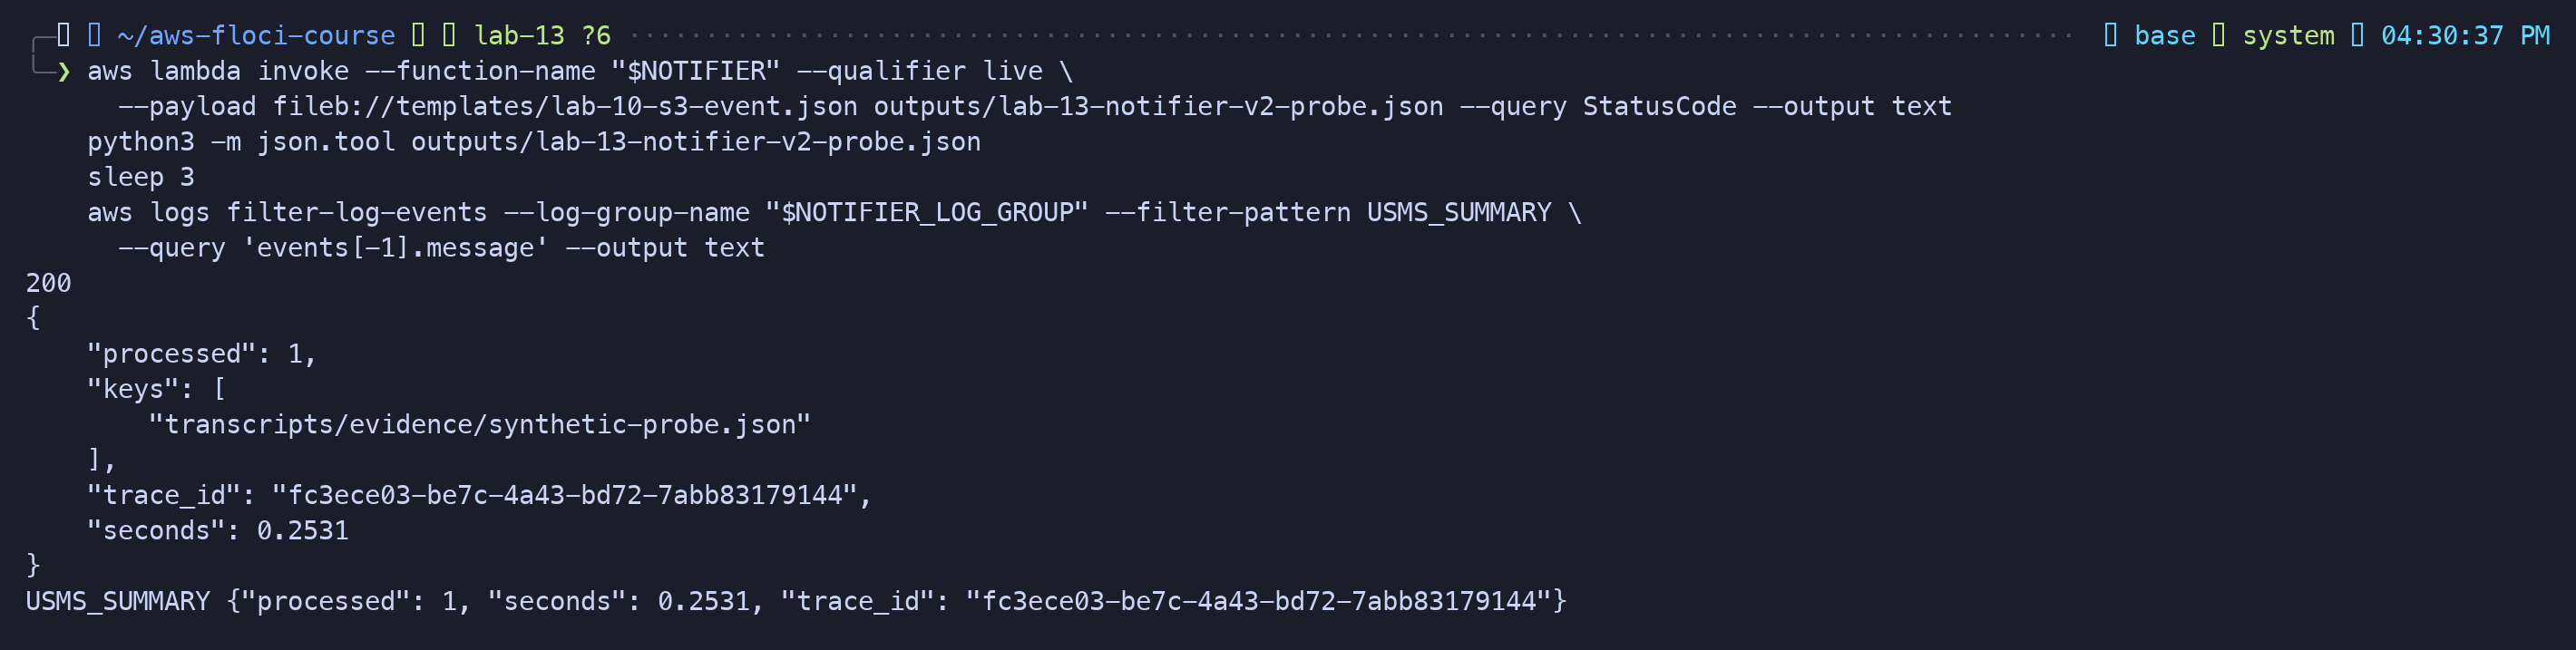 ~/aws-floci-course lab-13 ?6 ················································································ base system 04:30:37 PM
❯ aws lambda invoke --function-name "$NOTIFIER" --qualifier live \
--payload fileb://templates/lab-10-s3-event.json outputs/lab-13-notifier-v2-probe.json --query StatusCode --output text
python3 -m json.tool outputs/lab-13-notifier-v2-probe.json
sleep 3
aws logs filter-log-events --log-group-name "$NOTIFIER_LOG_GROUP" --filter-pattern USMS_SUMMARY \
--query 'events[-1].message' --output text
200
{
"processed": 1,
"keys": [
"transcripts/evidence/synthetic-probe.json"
],
"trace_id": "fc3ece03-be7c-4a43-bd72-7abb83179144",
"seconds": 0.2531
}
USMS_SUMMARY {"processed": 1, "seconds": 0.2531, "trace_id": "fc3ece03-be7c-4a43-bd72-7abb83179144"}